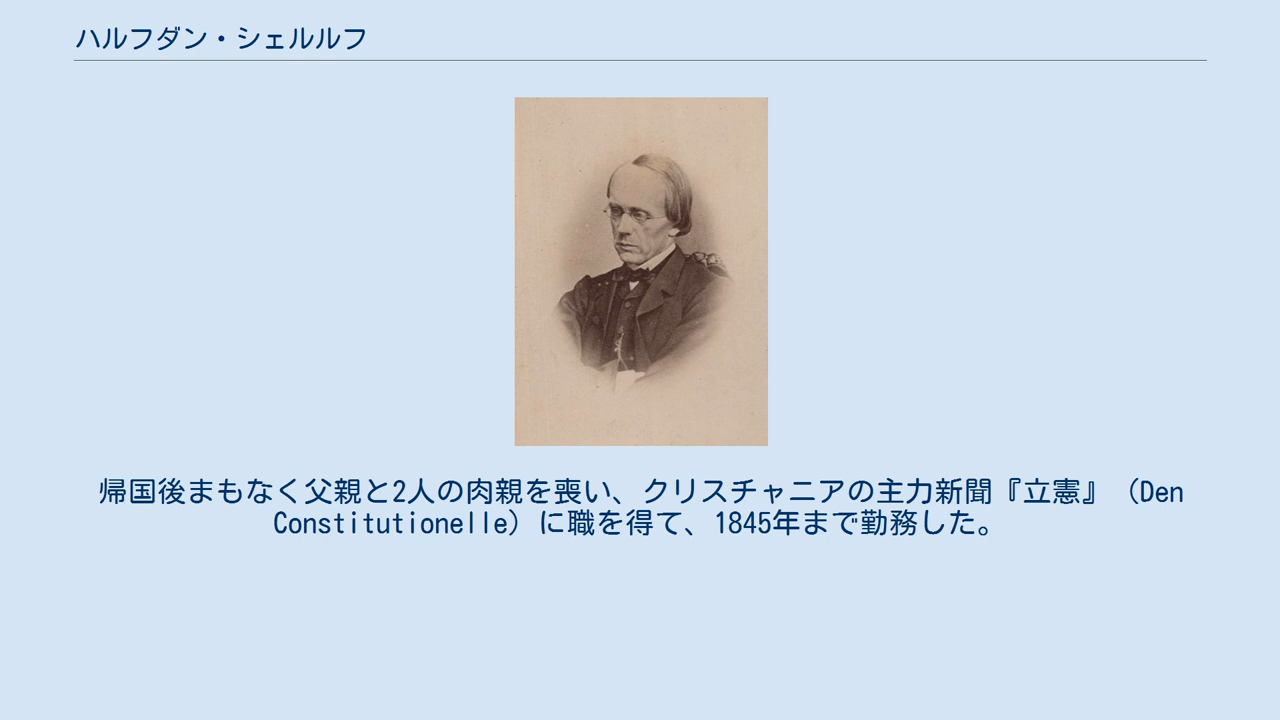 ハルフダン・シェルルフ
帰国後まもなく父親と2人の肉親を喪い、クリスチャニアの主力新聞『立憲』（Den
Constitutionelle）に職を得て、1845年まで勤務した。